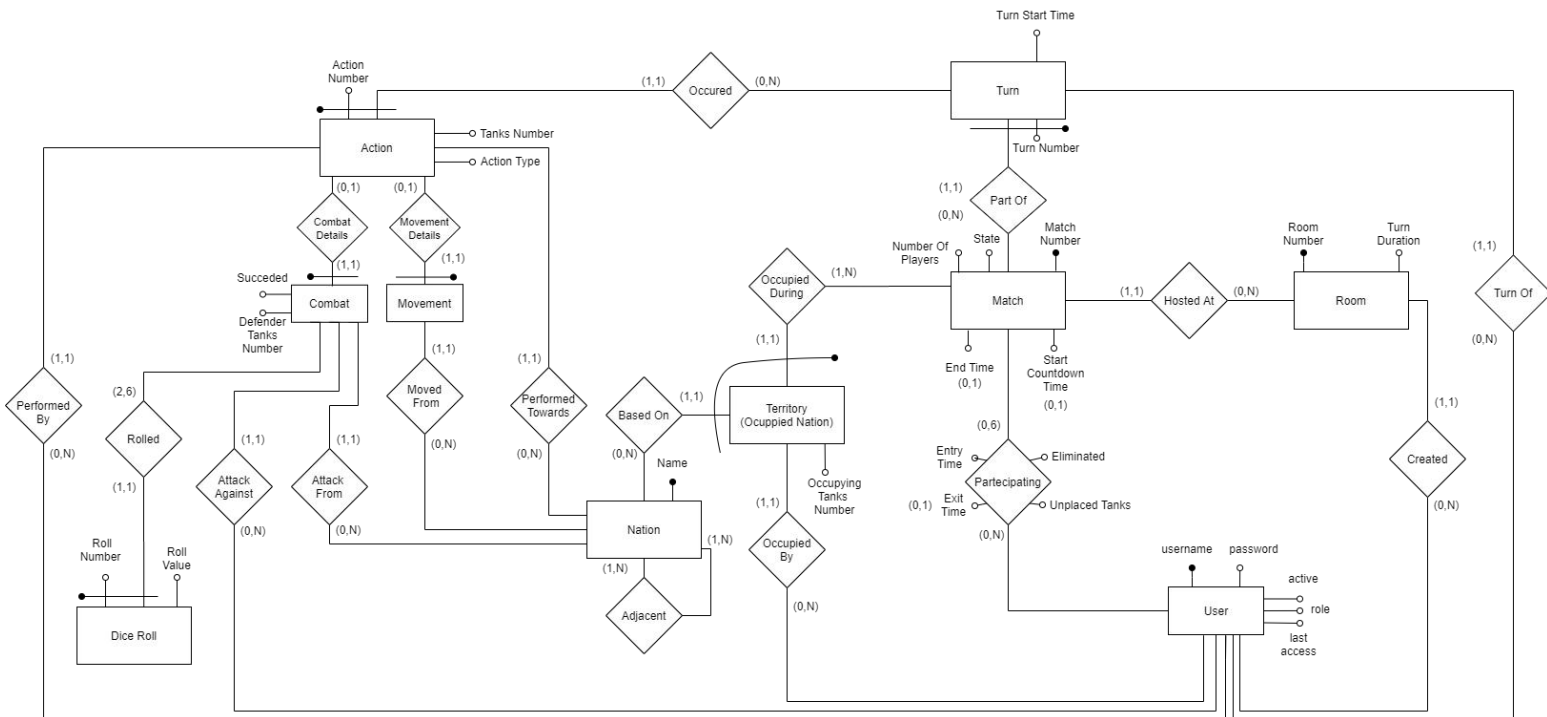 Turn Start Time
Action
Number
(1,1)
Occured
(0,N)
Turn
Tanks Number
Action
Action Type
Turn Number
(0,1)
(0,1)
(1,1)
Part Of
(0,N)
Combat
Details
Movement
Details
Room
Number
Turn
Duration
Number Of
Players
State
Match
Number
(1,1)
(1,1)
(1,1)
Succeded
Occupied
During
(1,N)
Combat
Movement
Match
(1,1)
Hosted At
(0,N)
Room
Turn Of
Defender
Tanks
Number
(1,1)
(1,1)
(1,1)
(1,1)
(0,N)
End Time
(0,1)
Start
Countdown
Time
(0,1)
(2,6)
Performed
By
Moved
From
Performed
Towards
Based On
(1,1)
Territory
(Ocuppied Nation)
(1,1)
(0,6)
Rolled
(1,1)
(1,1)
(0,N)
(0,N)
(0,N)
(0,N)
Name
Entry
Time
Eliminated
Created
(1,1)
Attack
Against
Attack
From
Occupying
Tanks
Number
Partecipating
(0,1)
Exit
Time
Unplaced Tanks
(0,N)
(1,1)
(0,N)
(0,N)
Nation
(0,N)
(1,N)
Occupied
By
Roll
Number
Roll
Value
(1,N)
username
password
active
(0,N)
Adjacent
User
role
Dice Roll
last
access